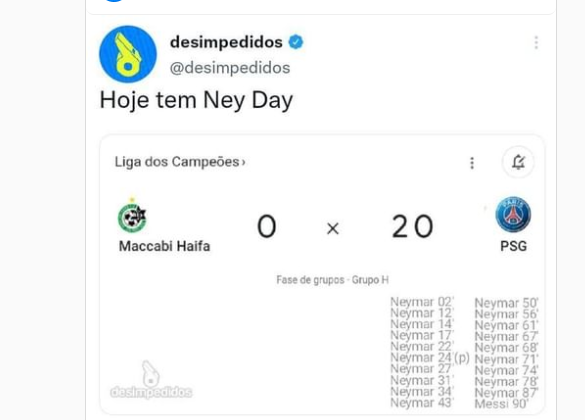 desimpedidos
@desimpedidos
Hoje tem Ney Day
Liga dos Campeões ›
0 × 20
Maccabi Haifa PSG
Fase de grupos · Grupo H
Neymar 02' Neymar 50'
Neymar 12' Neymar 56'
Neymar 14' Neymar 61'
Neymar 17' Neymar 67'
Neymar 22' Neymar 68'
Neymar 24'(p) Neymar 71'
Neymar 27' Neymar 74'
Neymar 31' Neymar 78'
Neymar 34' Neymar 87'
Neymar 43' Messi 90'
desimpedidos